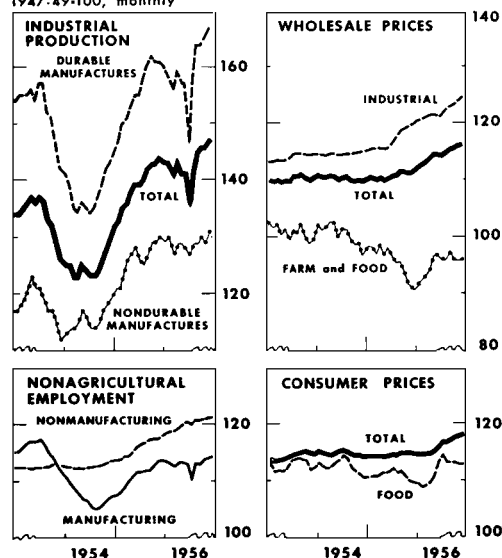 1947-49=100, monthly
INDUSTRIAL
PRODUCTION
DURABLE
MANUFACTURES
160
TOTAL
140
120
NONDURABLE
MANUFACTURES
WHOLESALE PRICES
140
INDUSTRIAL
120
TOTAL
100
FARM and FOOD
80
NONAGRICULTURAL
EMPLOYMENT
NONMANUFACTURING
120
MANUFACTURING
100
1954
1956
CONSUMER PRICES
TOTAL
120
FOOD
100
1954
1956